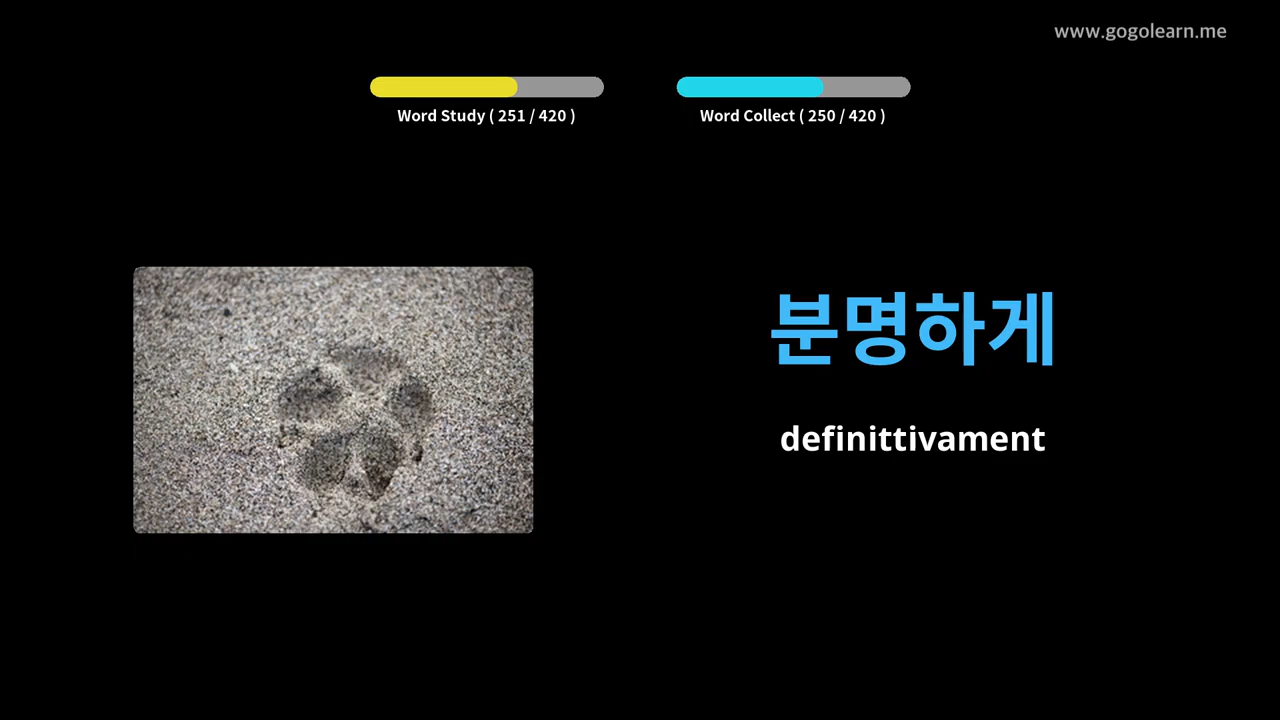 www.gogolearn.me
Word Study ( 251 / 420 )
Word Collect ( 250 / 420 )
분명하게
definittivament